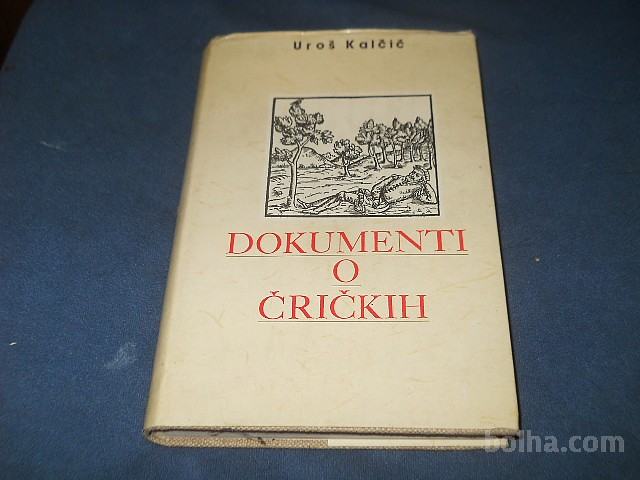 Uroš Kalčič
DOKUMENTI
O
ČRIČKIH
bolha.com